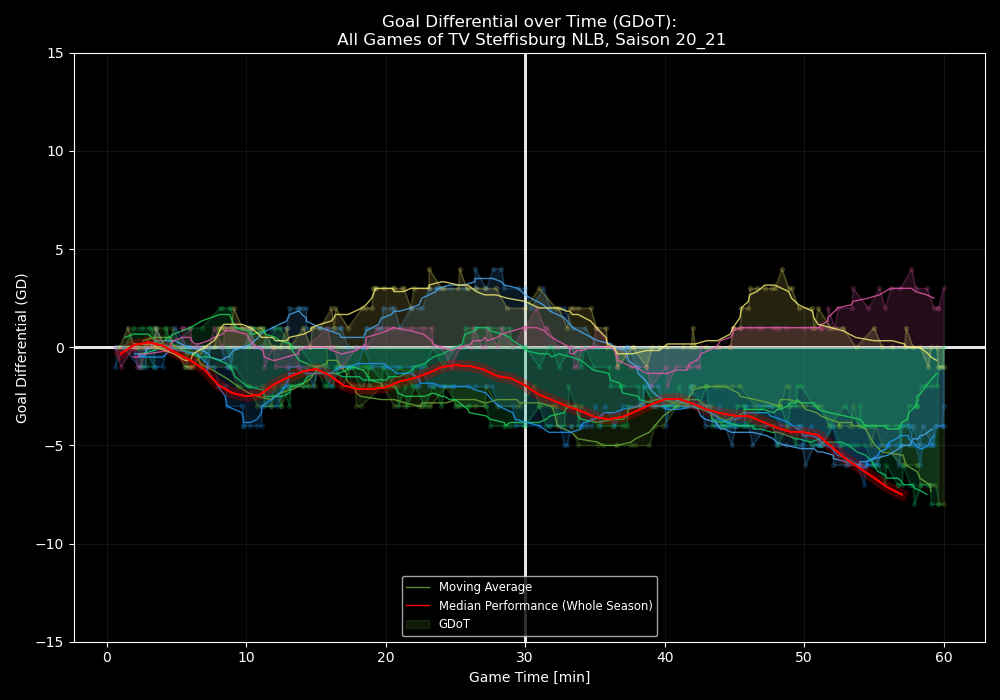 Goal Differential over Time (GDoT):
All Games of TV Steffisburg NLB, Saison 20_21
15
10
5
0
−5
−10
−15
Goal Differential (GD)
Moving Average
Median Performance (Whole Season)
GDoT
0 10 20 30 40 50 60
Game Time [min]